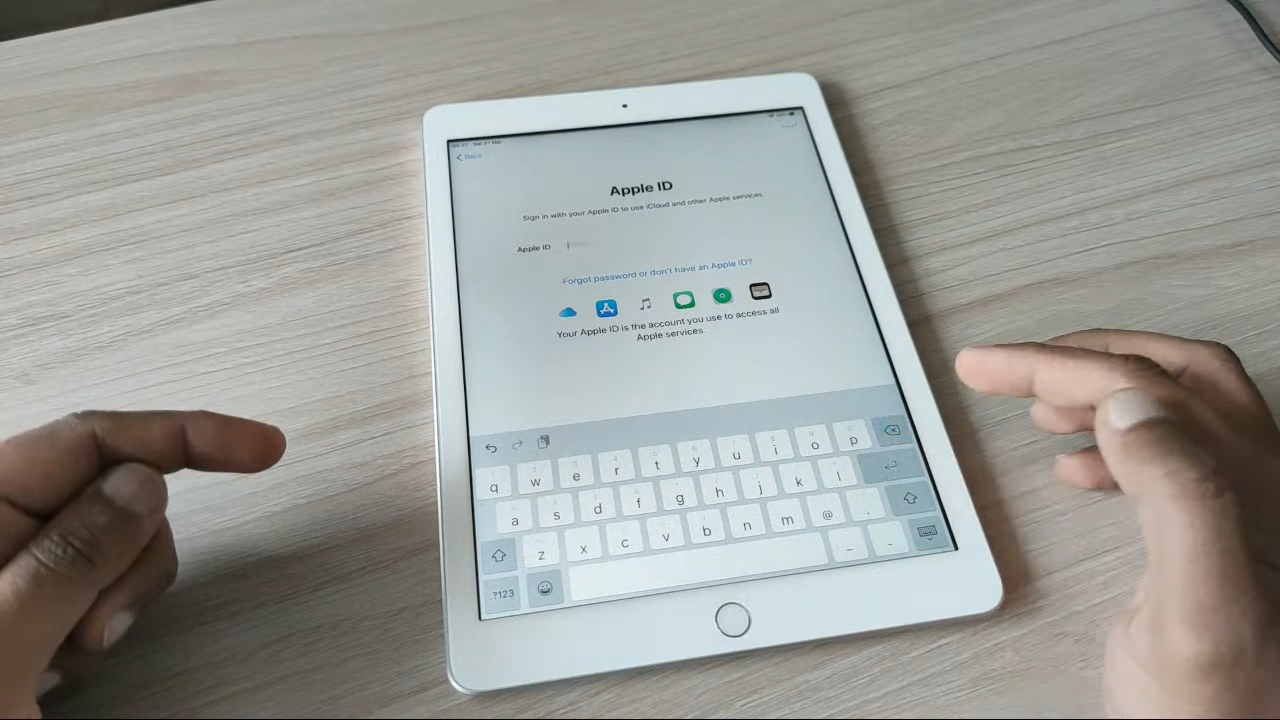 Back
Apple ID
Sign in with your Apple ID to use iCloud and other Apple services.
Apple ID
Forgot password or don't have an Apple ID?
Your Apple ID is the account you use to access all
Apple services.
q w e r t y u i o p
a s d f g h j k l
z x c v b n m @ .
.?123 _ -